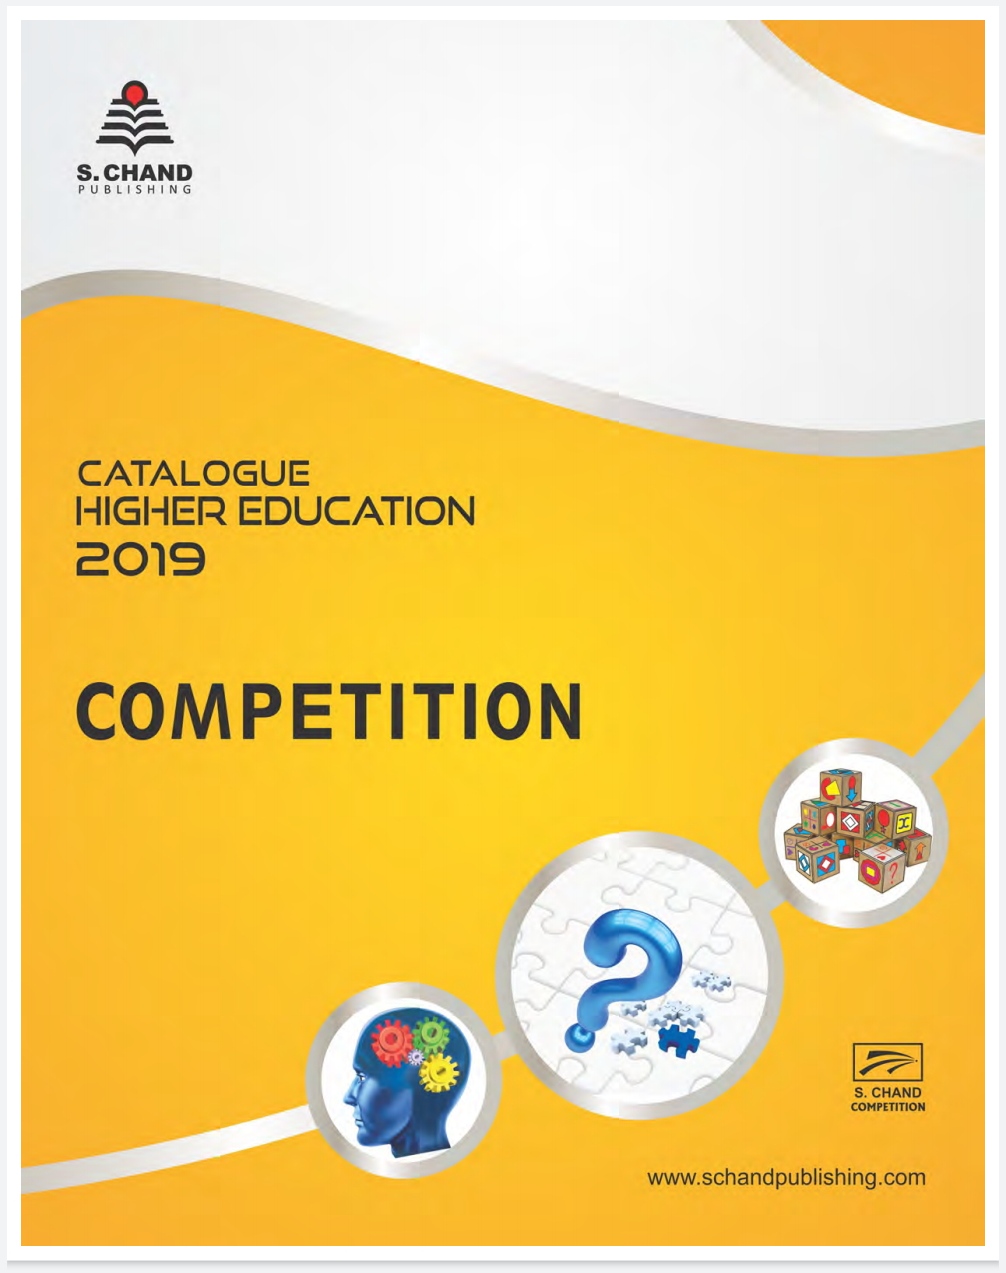 S. CHAND
PUBLISHING
CATALOGUE
HIGHER EDUCATION
2019
COMPETITION
?
S. CHAND
COMPETITION
www.schandpublishing.com